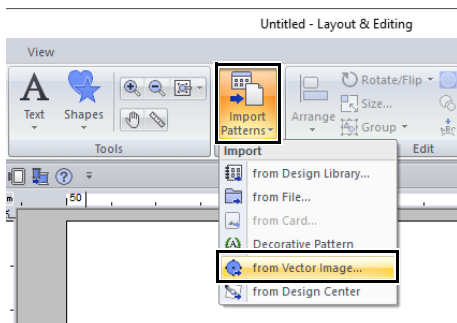 Untitled - Layout & Editing
View
A
Text
Shapes
Tools
Import
Patterns
Arrange
Rotate/Flip
Size...
Group
Edit
Import
from Design Library...
from File...
from Card...
Decorative Pattern
from Vector Image...
from Design Center
50